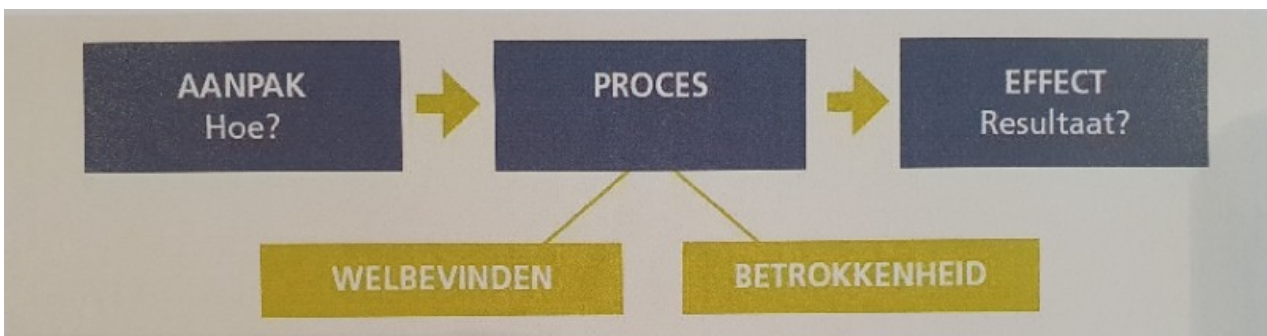 AANPAK
Hoe?
PROCES
EFFECT
Resultaat?
WELBEVINDEN
BETROKKENHEID